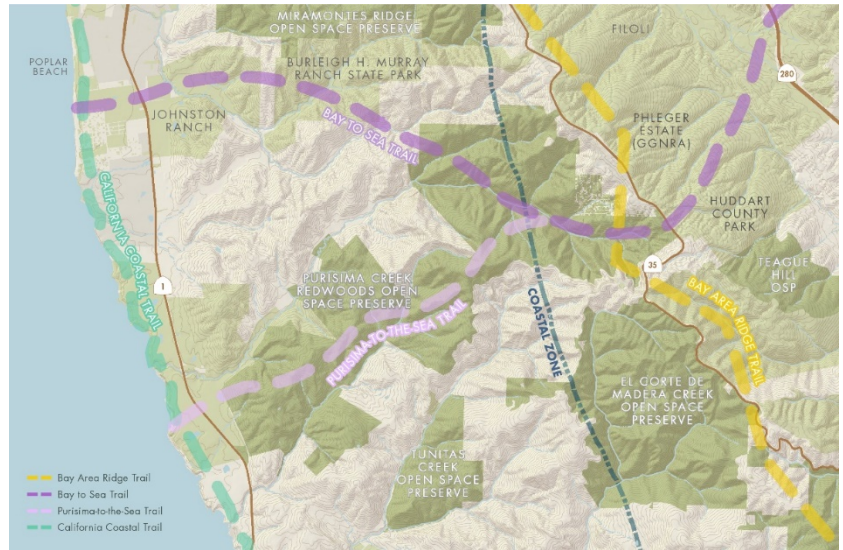 MIRAMONTES RIDGE
OPEN SPACE PRESERVE
FILOLI
POPLAR
BEACH
BURLEIGH H. MURRAY
RANCH STATE PARK
280
JOHNSTON
RANCH
PHLEGER
ESTATE
(GGNRA)
BAY TO SEA TRAIL
HUDDART
COUNTY
PARK
CALIFORNIA COASTAL TRAIL
1
35
TEAGUE
HILL
OSP
PURISIMA CREEK
REDWOODS OPEN
SPACE PRESERVE
COASTAL ZONE
BAY AREA RIDGE TRAIL
PURISIMA-TO-THE-SEA TRAIL
EL CORTE DE
MADERA CREEK
OPEN SPACE
PRESERVE
TUNITAS
CREEK
OPEN SPACE
PRESERVE
Bay Area Ridge Trail
Bay to Sea Trail
Purisima-to-the-Sea Trail
California Coastal Trail